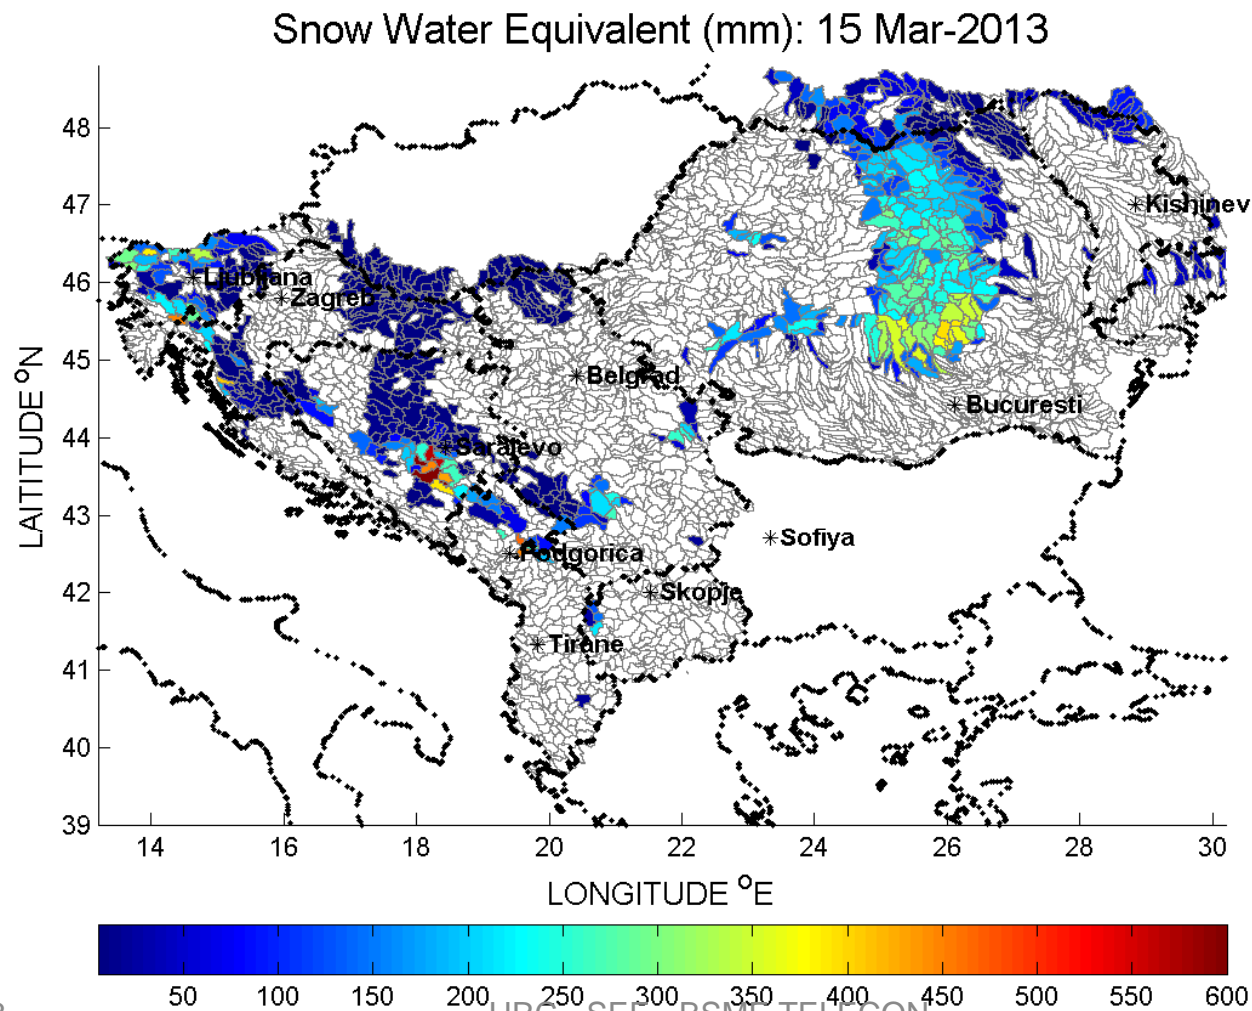 Snow Water Equivalent (mm): 15 Mar-2013
48
47
46
45
44
43
42
41
40
39
LAITITUDE ᵒN
Kishinev
Ljubljana
Zagreb
Belgrad
Bucuresti
Sarajevo
Sofiya
Podgorica
Skopje
Tirane
14 16 18 20 22 24 26 28 30
LONGITUDE ᵒE
50 100 150 200 250 300 350 400 450 500 550 600